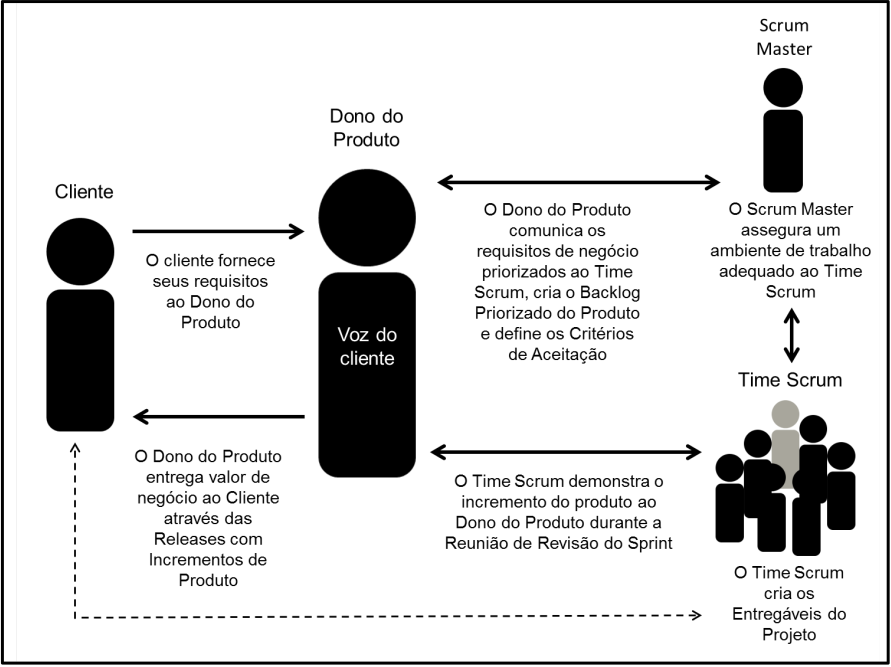 Scrum
Master
Dono do
Produto
Cliente
O cliente fornece
seus requisitos
ao Dono do
Produto
Voz do
cliente
O Dono do Produto
comunica os
requisitos de negócio
priorizados ao Time
Scrum, cria o Backlog
Priorizado do Produto
e define os Critérios
de Aceitação
O Scrum Master
assegura um
ambiente de trabalho
adequado ao Time
Scrum
Time Scrum
O Dono do Produto
entrega valor de
negócio ao Cliente
através das
Releases com
Incrementos de
Produto
O Time Scrum demonstra o
incremento do produto ao
Dono do Produto durante a
Reunião de Revisão do Sprint
O Time Scrum
cria os
Entregáveis do
Projeto